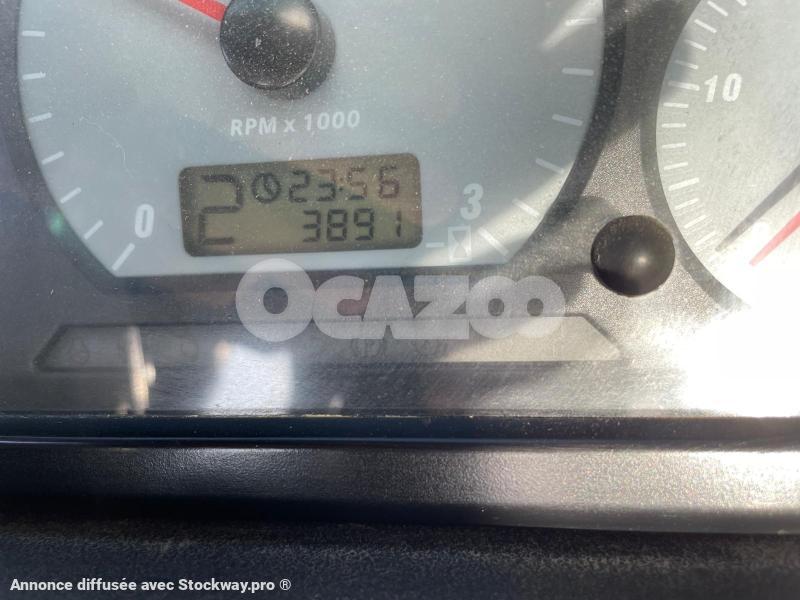 10
RPM x 1000
2 23:56
0 3891 3
OCAZOO
Annonce diffusée avec Stockway.pro ®